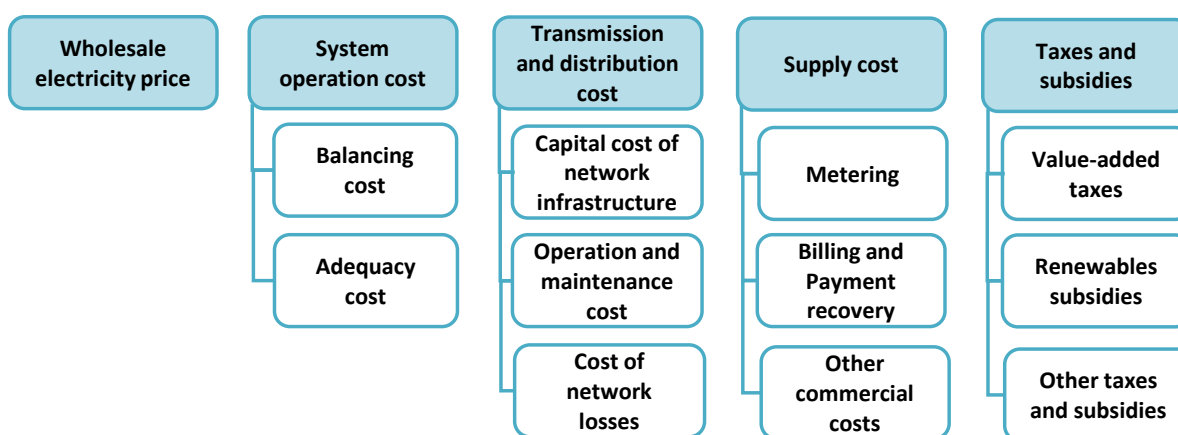 Wholesale
electricity price
System
operation cost
Balancing
cost
Adequacy
cost
Transmission
and distribution
cost
Capital cost of
network
infrastructure
Operation and
maintenance
cost
Cost of
network
losses
Supply cost
Metering
Billing and
Payment
recovery
Other
commercial
costs
Taxes and
subsidies
Value-added
taxes
Renewables
subsidies
Other taxes
and subsidies